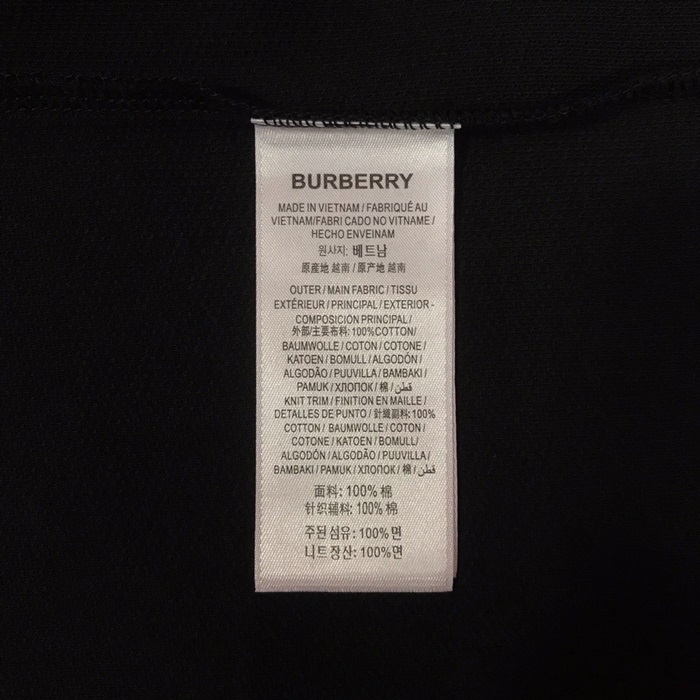 BURBERRY
MADE IN VIETNAM / FABRIQUÉ AU
VIETNAM/FABRI CADO NO VITNAME /
HECHO ENVEINAM
원사지: 베트남
原産地 越南 / 原产地 越南
OUTER / MAIN FABRIC / TISSU
EXTÉRIEUR / PRINCIPAL / EXTERIOR -
COMPOSICIÓN PRINCIPAL /
外部/主要布料: 100% COTTON/
BAUMWOLLE / COTON / COTONE /
KATOEN / BOMULL / ALGODÓN /
ALGODÃO / PUUVILLA / BAMBAKI /
PAMUK / ХЛОПОК / 棉 / قطن
KNIT TRIM / FINITION EN MAILLE /
DETALLES DE PUNTO / 針織副料: 100%
COTTON / BAUMWOLLE / COTON /
COTONE / KATOEN / BOMULL/
ALGODÓN / ALGODÃO / PUUVILLA /
BAMBAKI / PAMUK / ХЛОПОК / 棉 / قطن
面料: 100% 棉
针织辅料: 100% 棉
주된 섬유: 100% 면
니트 장산: 100% 면